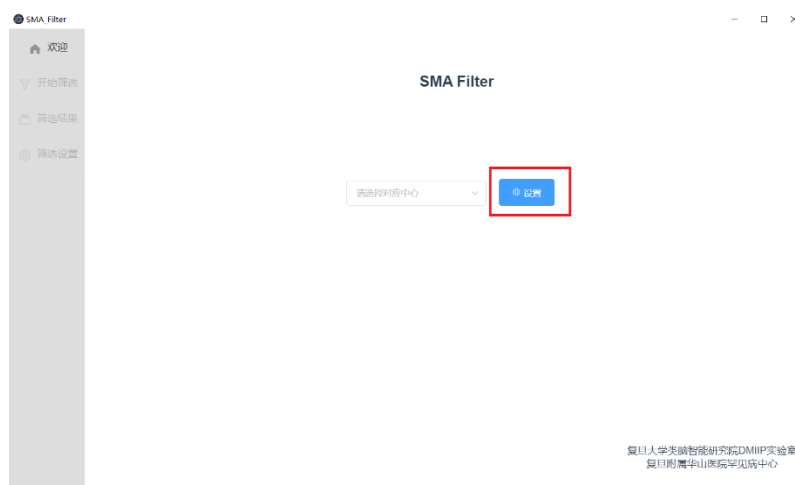 SMA_Filter
欢迎
开始筛选
筛选结果
筛选设置
SMA Filter
请选择对应中心
设置
复旦大学类脑智能研究院DMIIP实验室
复旦附属华山医院罕见病中心